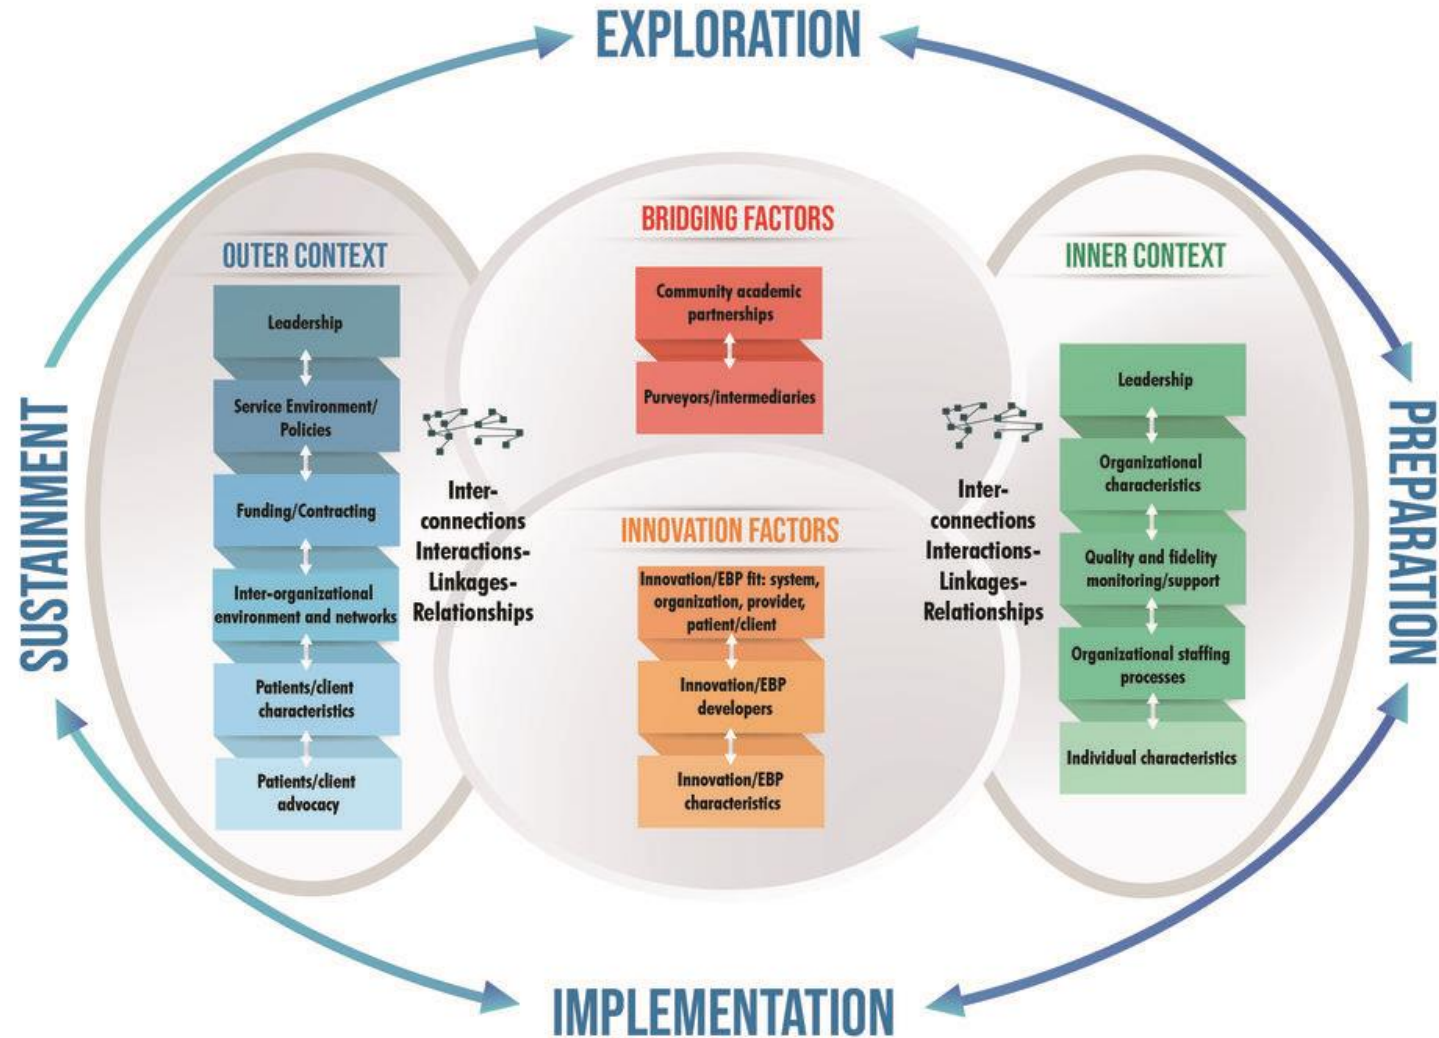 EXPLORATION
BRIDGING FACTORS
Community academic
partnerships
Purveyors/intermediaries
OUTER CONTEXT
Leadership
Service Environment/
Policies
Funding/Contracting
Inter-organizational
environment and networks
Patients/client
characteristics
Patients/client
advocacy
Inter-
connections
Interactions-
Linkages-
Relationships
INNOVATION FACTORS
Innovation/EBP fit: system,
organization, provider,
patient/client
Innovation/EBP
developers
Innovation/EBP
characteristics
Inter-
connections
Interactions-
Linkages-
Relationships
INNER CONTEXT
Leadership
Organizational
characteristics
Quality and fidelity
monitoring/support
Organizational staffing
processes
Individual characteristics
SUSTAINMENT
PREPARATION
IMPLEMENTATION